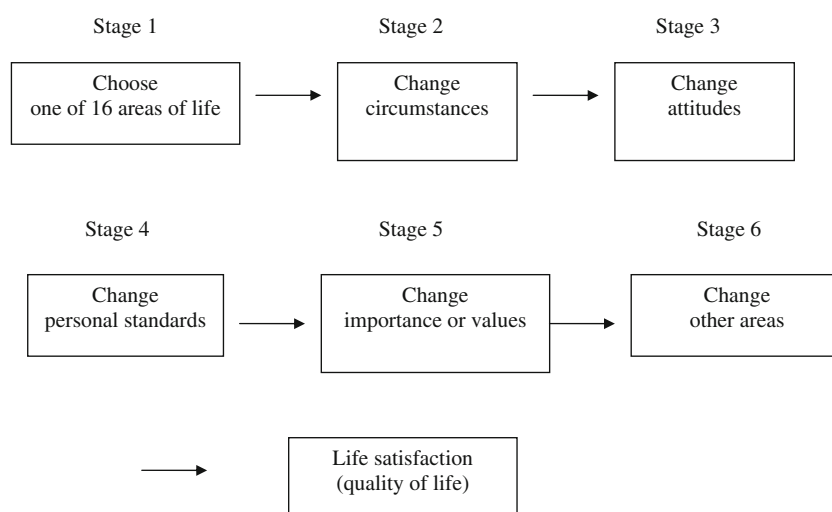 Stage 1
Stage 2
Stage 3
Choose
one of 16 areas of life
Change
circumstances
Change
attitudes
Stage 4
Stage 5
Stage 6
Change
personal standards
Change
importance or values
Change
other areas
Life satisfaction
(quality of life)